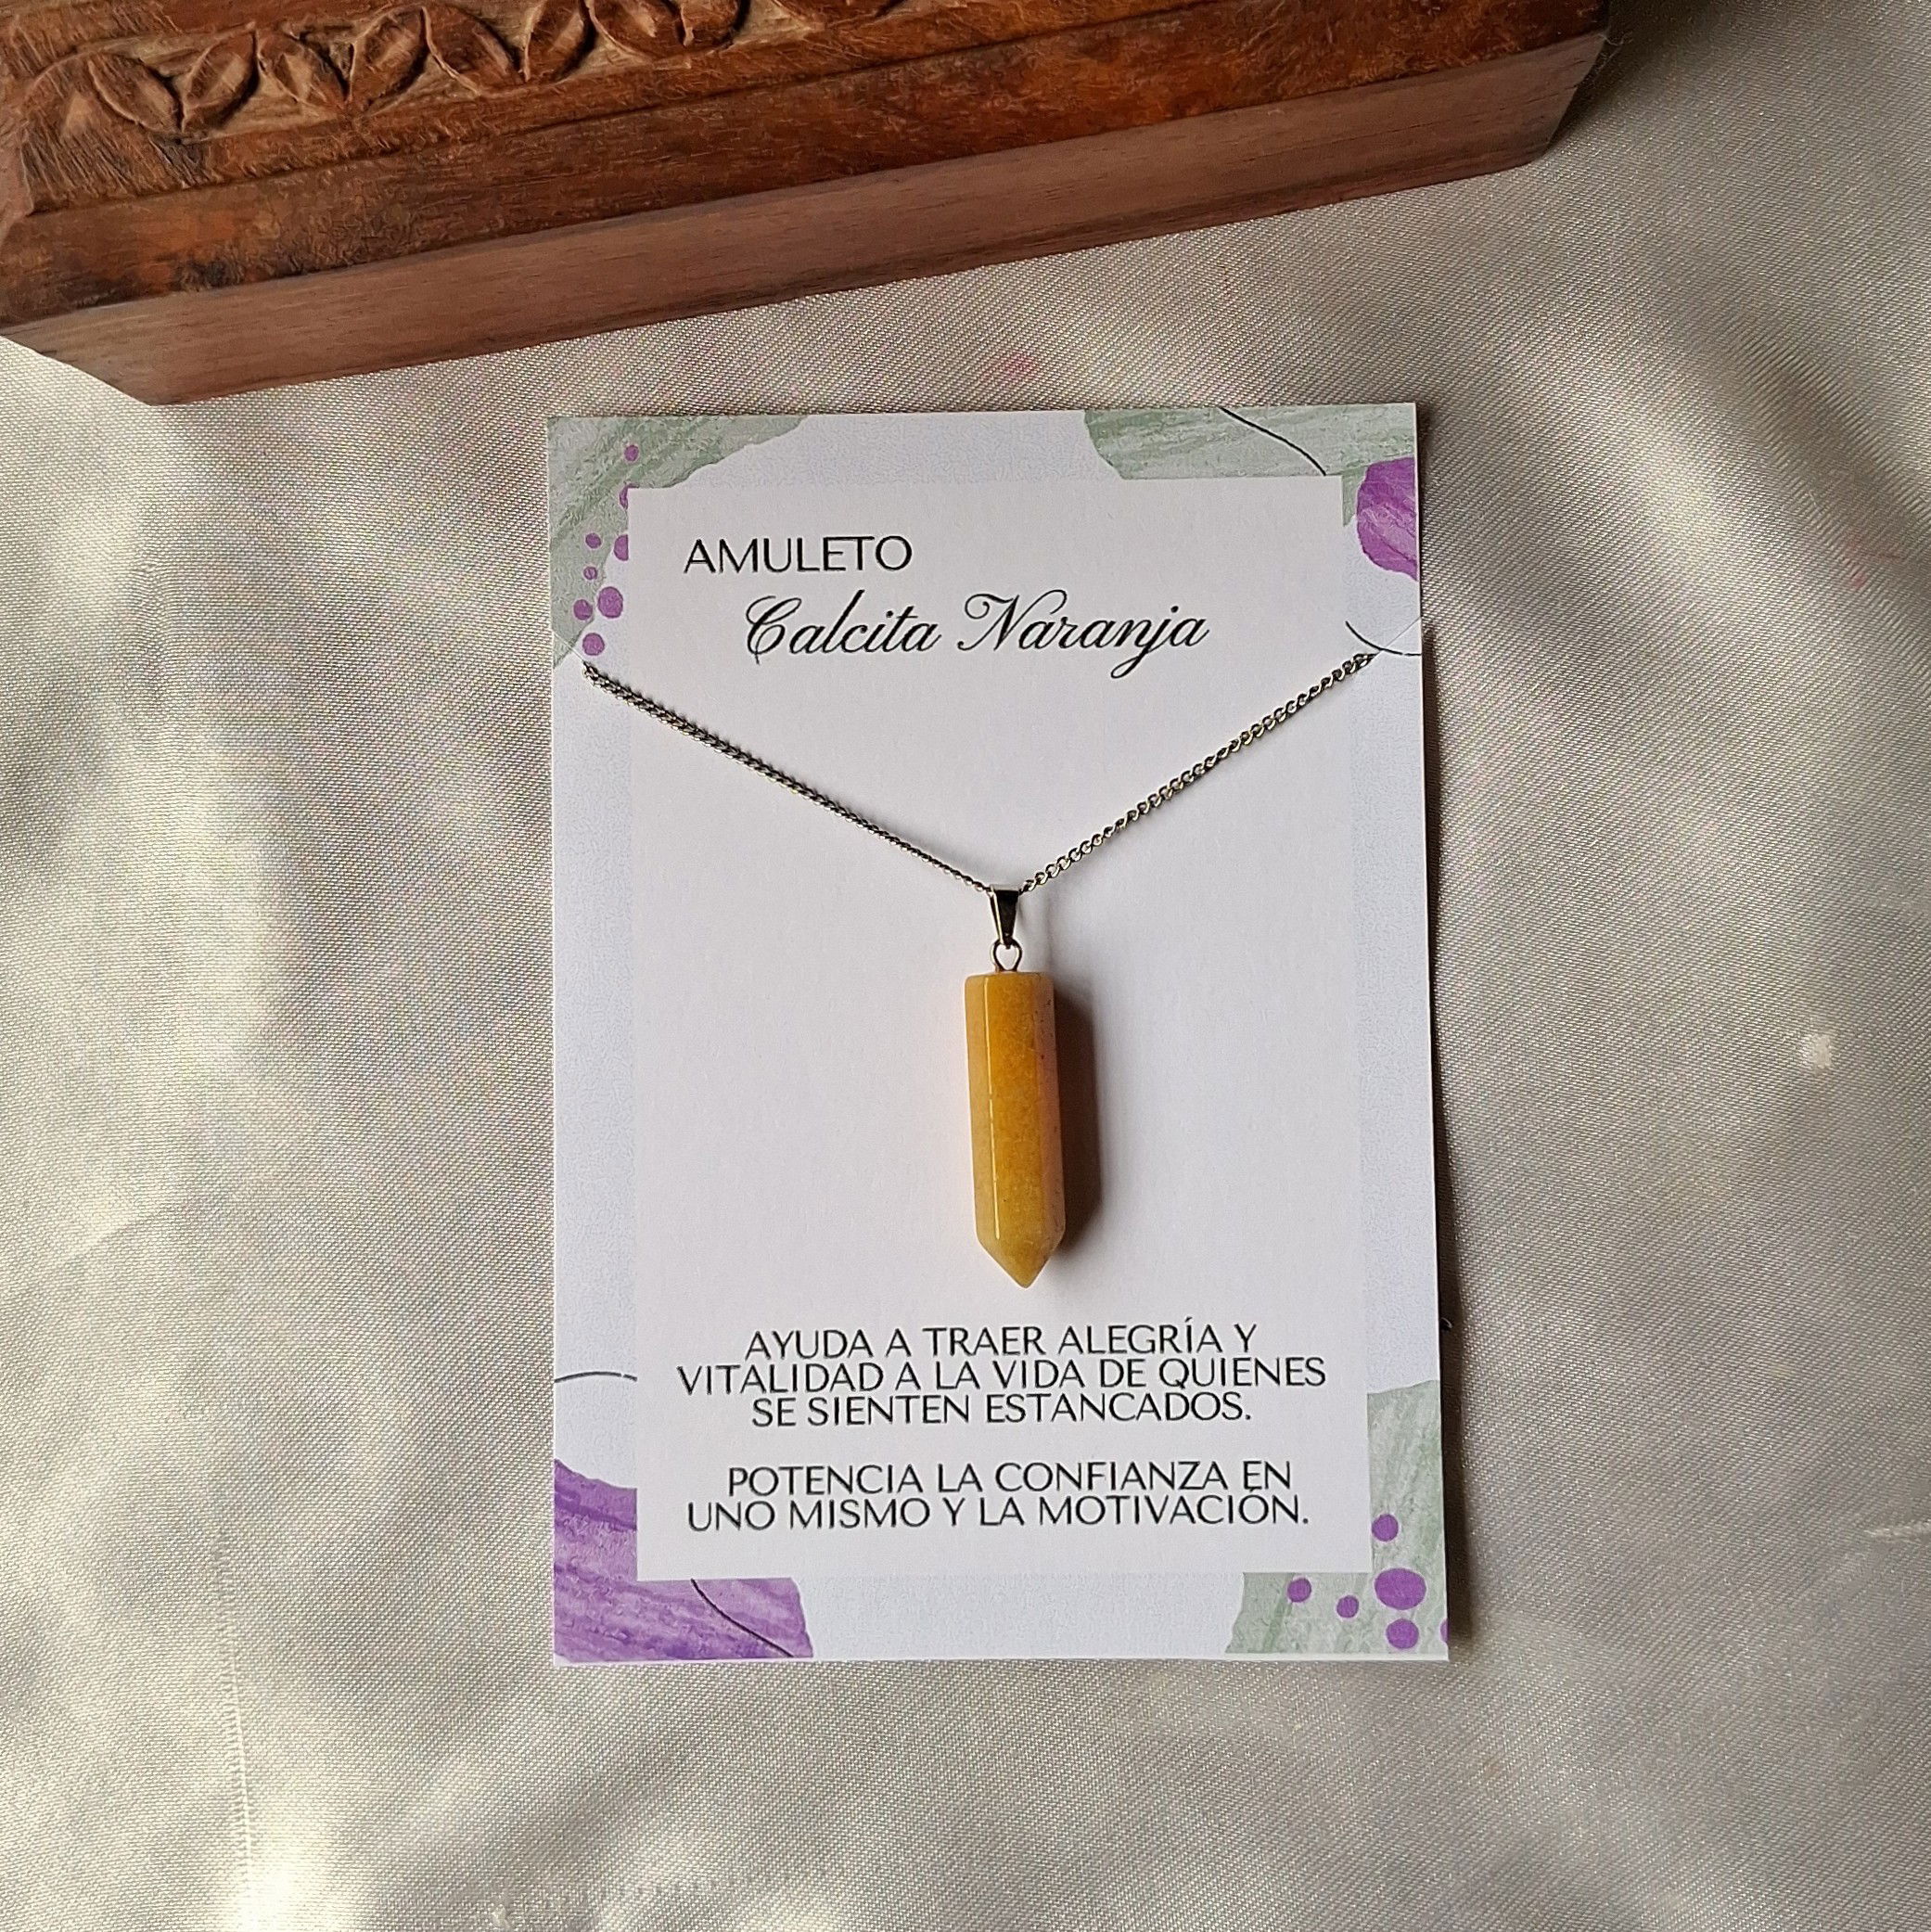 AMULETO
Calcita Naranja
AYUDA A TRAER ALEGRÍA Y
VITALIDAD A LA VIDA DE QUIENES
SE SIENTEN ESTANCADOS.
POTENCIA LA CONFIANZA EN
UNO MISMO Y LA MOTIVACIÓN.